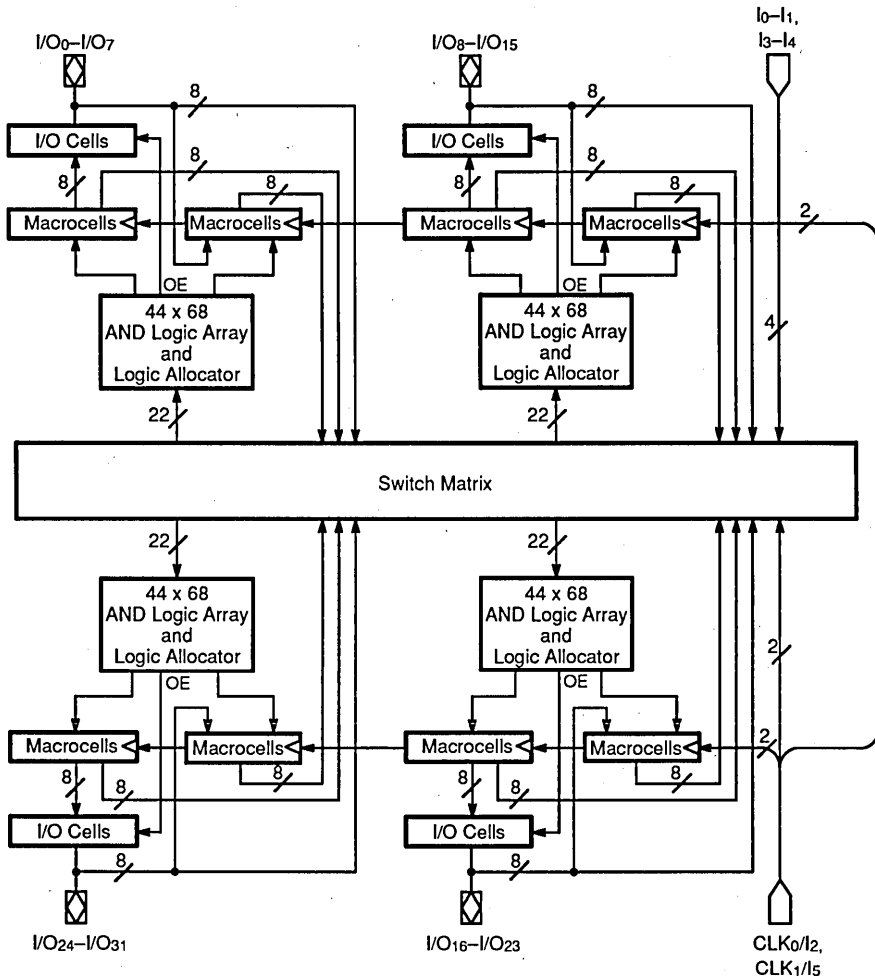 I/O₀–I/O₇
I/O₈–I/O₁₅
I₀–I₁,
I₃–I₄
8
8
I/O Cells
I/O Cells
8
8
8
8
8
8
Macrocells
Macrocells
Macrocells
Macrocells
2
OE
OE
44 x 68
AND Logic Array
and
Logic Allocator
44 x 68
AND Logic Array
and
Logic Allocator
4
22
22
Switch Matrix
22
22
44 x 68
AND Logic Array
and
Logic Allocator
44 x 68
AND Logic Array
and
Logic Allocator
2
OE
OE
Macrocells
Macrocells
Macrocells
Macrocells
2
8
8
8
8
8
8
I/O Cells
I/O Cells
8
8
I/O₂₄–I/O₃₁
I/O₁₆–I/O₂₃
CLK₀/I₂,
CLK₁/I₅